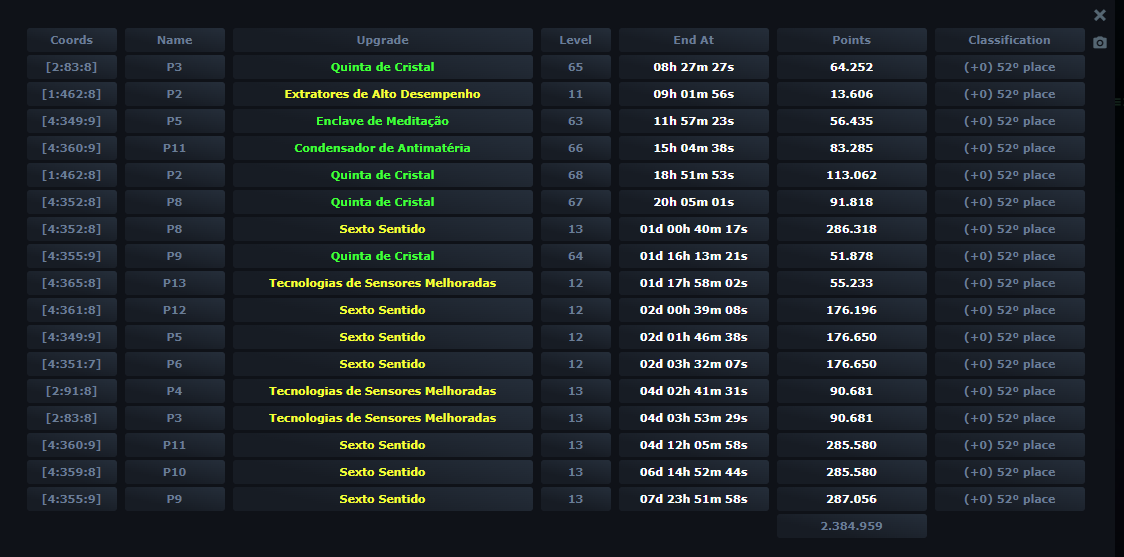 Coords Name Upgrade Level End At Points Classification
[2:83:8] P3 Quinta de Cristal 65 08h 27m 27s 64.252 (+0) 52º place
[1:462:8] P2 Extratores de Alto Desempenho 11 09h 01m 56s 13.606 (+0) 52º place
[4:349:9] P5 Enclave de Meditação 63 11h 57m 23s 56.435 (+0) 52º place
[4:360:9] P11 Condensador de Antimatéria 66 15h 04m 38s 83.285 (+0) 52º place
[1:462:8] P2 Quinta de Cristal 68 18h 51m 53s 113.062 (+0) 52º place
[4:352:8] P8 Quinta de Cristal 67 20h 05m 01s 91.818 (+0) 52º place
[4:352:8] P8 Sexto Sentido 13 01d 00h 40m 17s 286.318 (+0) 52º place
[4:355:9] P9 Quinta de Cristal 64 01d 16h 13m 21s 51.878 (+0) 52º place
[4:365:8] P13 Tecnologias de Sensores Melhoradas 12 01d 17h 58m 02s 55.233 (+0) 52º place
[4:361:8] P12 Sexto Sentido 12 02d 00h 39m 08s 176.196 (+0) 52º place
[4:349:9] P5 Sexto Sentido 12 02d 01h 46m 38s 176.650 (+0) 52º place
[4:351:7] P6 Sexto Sentido 12 02d 03h 32m 07s 176.650 (+0) 52º place
[2:91:8] P4 Tecnologias de Sensores Melhoradas 13 04d 02h 41m 31s 90.681 (+0) 52º place
[2:83:8] P3 Tecnologias de Sensores Melhoradas 13 04d 03h 53m 29s 90.681 (+0) 52º place
[4:360:9] P11 Sexto Sentido 13 04d 12h 05m 58s 285.580 (+0) 52º place
[4:359:8] P10 Sexto Sentido 13 06d 14h 52m 44s 285.580 (+0) 52º place
[4:355:9] P9 Sexto Sentido 13 07d 23h 51m 58s 287.056 (+0) 52º place
2.384.959